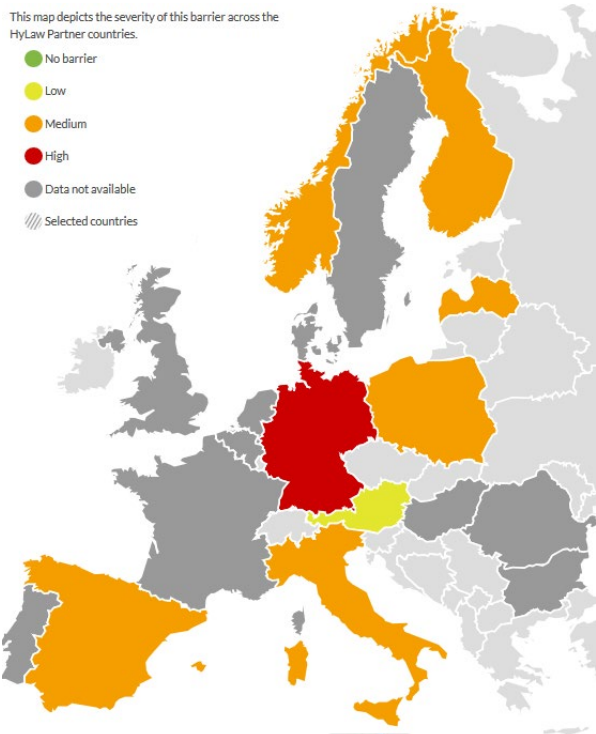 This map depicts the severity of this barrier across the
HyLaw Partner countries.
No barrier
Low
Medium
High
Data not available
Selected countries